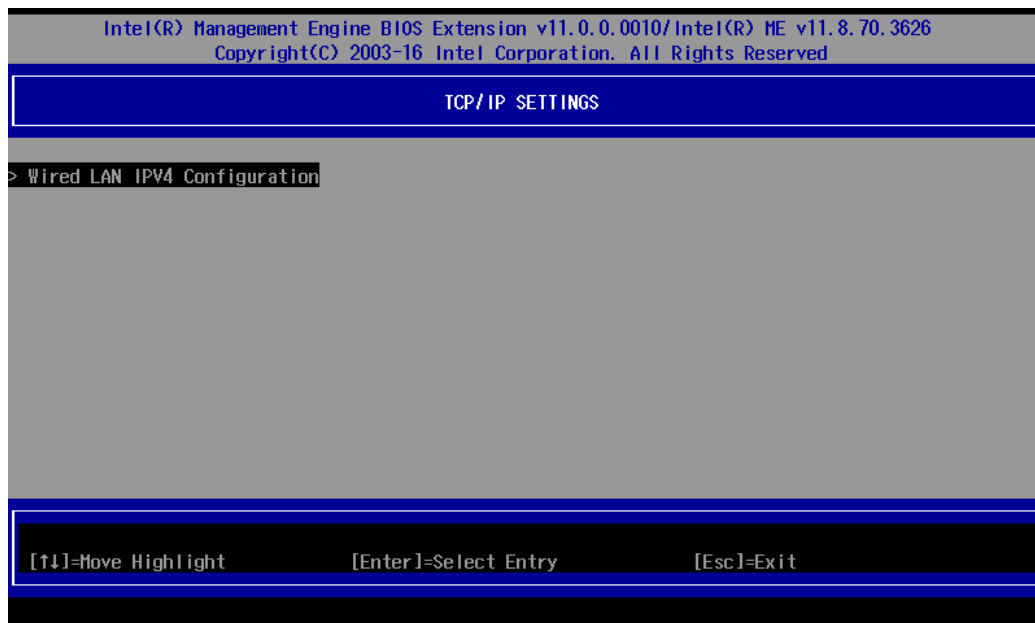 Intel(R) Management Engine BIOS Extension v11.0.0.0010/Intel(R) ME v11.8.70.3626
Copyright(C) 2003-16 Intel Corporation. All Rights Reserved
TCP/IP SETTINGS
> Wired LAN IPV4 Configuration
[↑↓]=Move Highlight [Enter]=Select Entry [Esc]=Exit